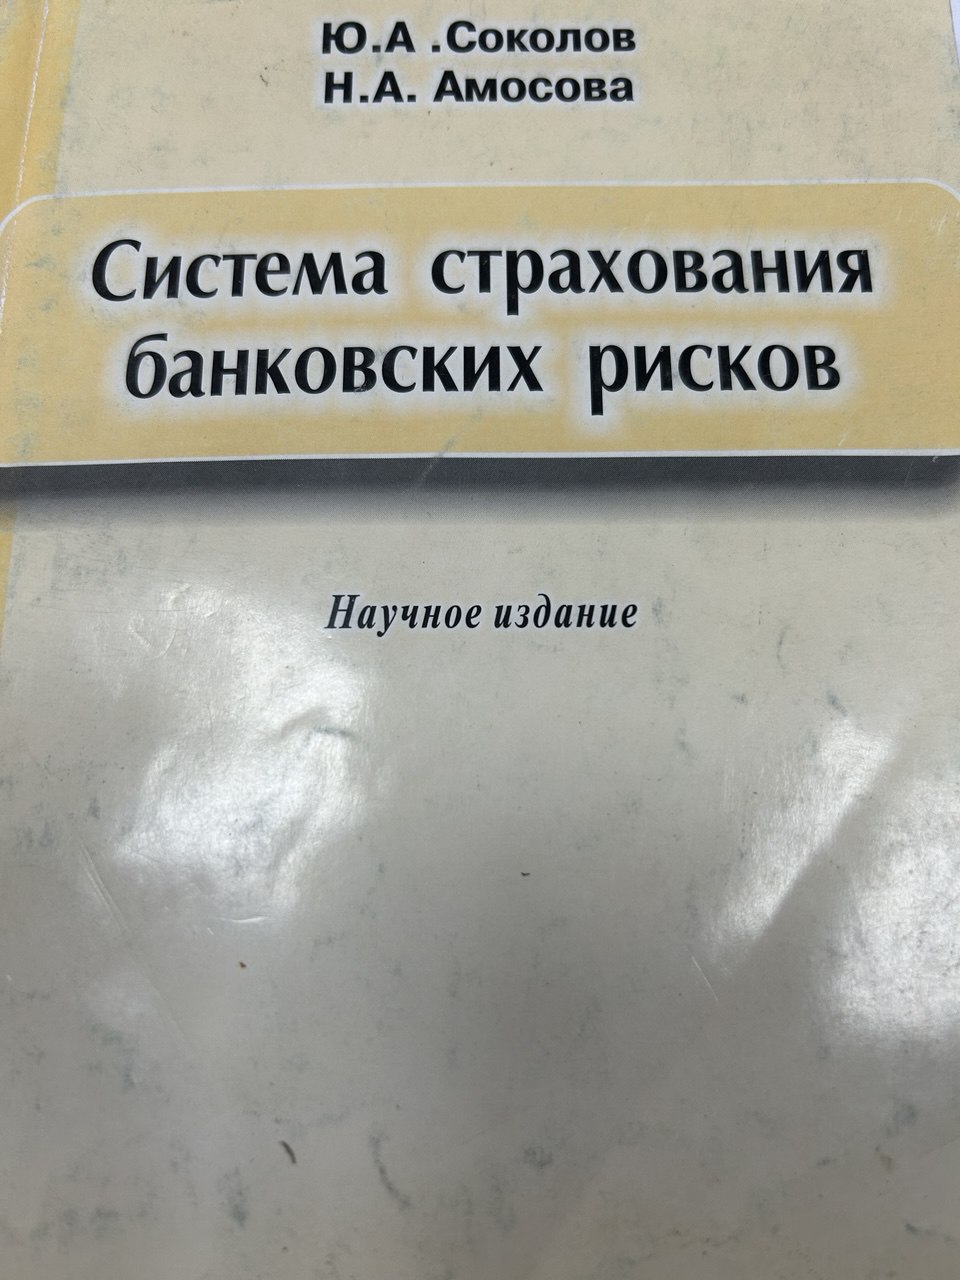 Ю.А .Соколов
Н.А. Амосова
Система страхования
банковских рисков
Научное издание